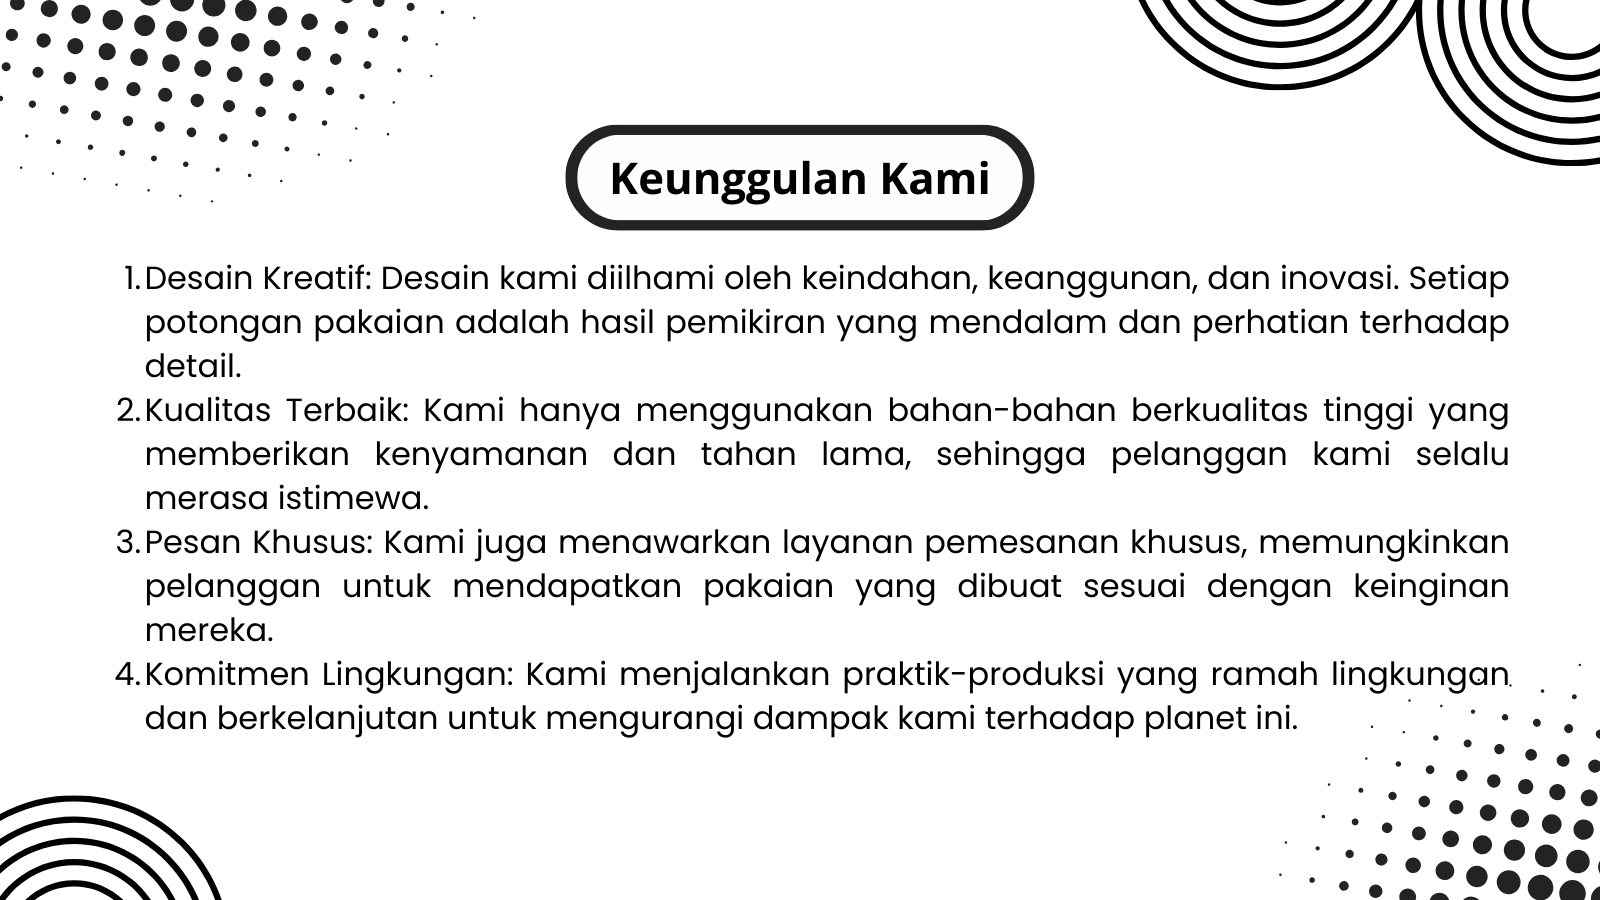 Keunggulan Kami
1. Desain Kreatif: Desain kami diilhami oleh keindahan, keanggunan, dan inovasi. Setiap
potongan pakaian adalah hasil pemikiran yang mendalam dan perhatian terhadap
detail.
2. Kualitas Terbaik: Kami hanya menggunakan bahan-bahan berkualitas tinggi yang
memberikan kenyamanan dan tahan lama, sehingga pelanggan kami selalu
merasa istimewa.
3. Pesan Khusus: Kami juga menawarkan layanan pemesanan khusus, memungkinkan
pelanggan untuk mendapatkan pakaian yang dibuat sesuai dengan keinginan
mereka.
4. Komitmen Lingkungan: Kami menjalankan praktik-produksi yang ramah lingkungan
dan berkelanjutan untuk mengurangi dampak kami terhadap planet ini.